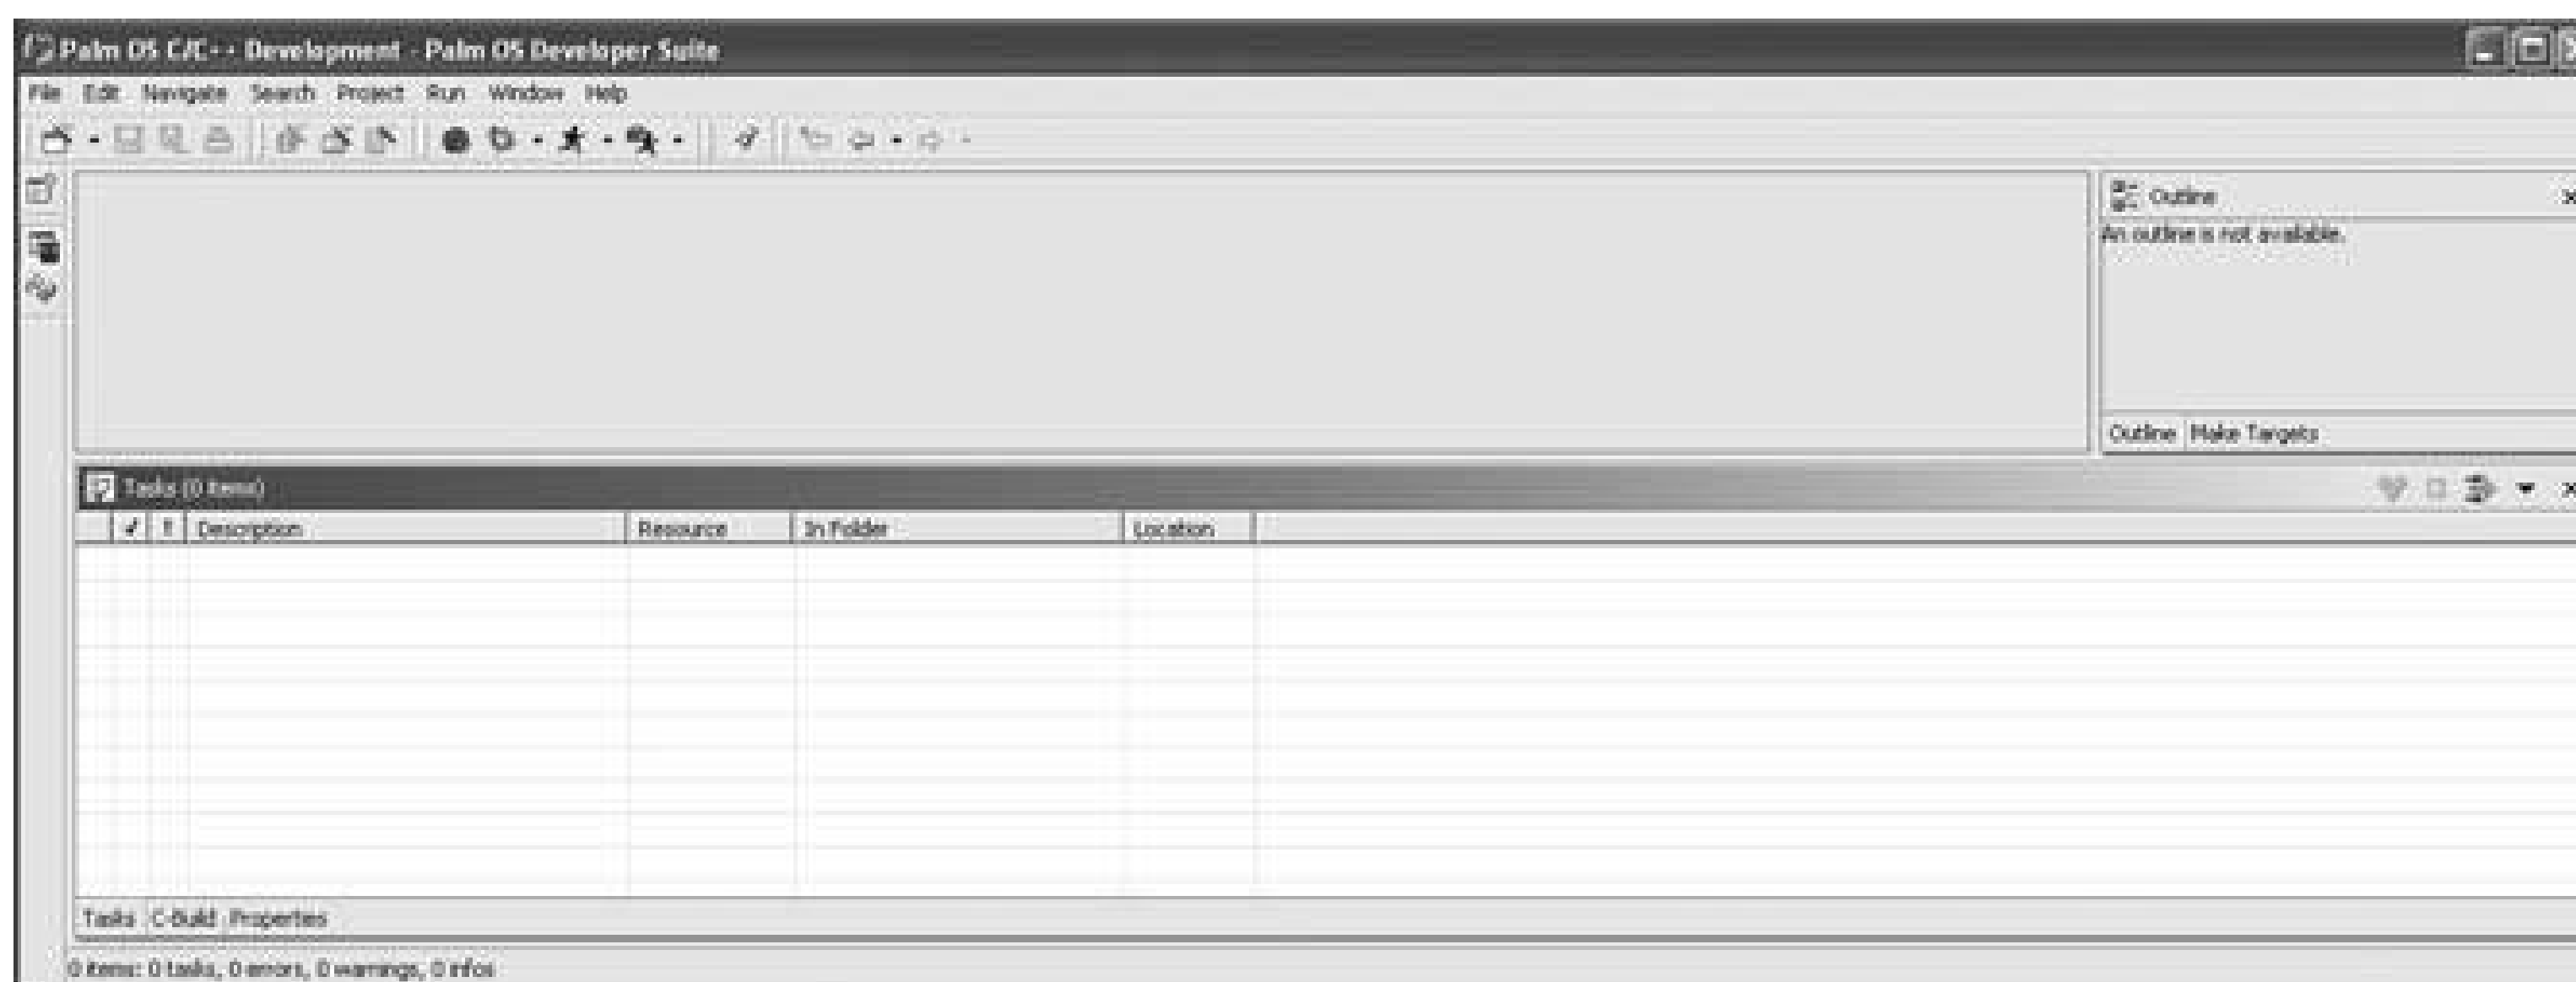 Palm OS C/C++ Development - Palm OS Developer Suite
File Edit Navigate Search Project Run Window Help
Outline
An outline is not available.
Outline Make Targets
Tasks (0 items)
! Description Resource In Folder Location
Tasks C-Build Properties
0 items: 0 tasks, 0 errors, 0 warnings, 0 infos